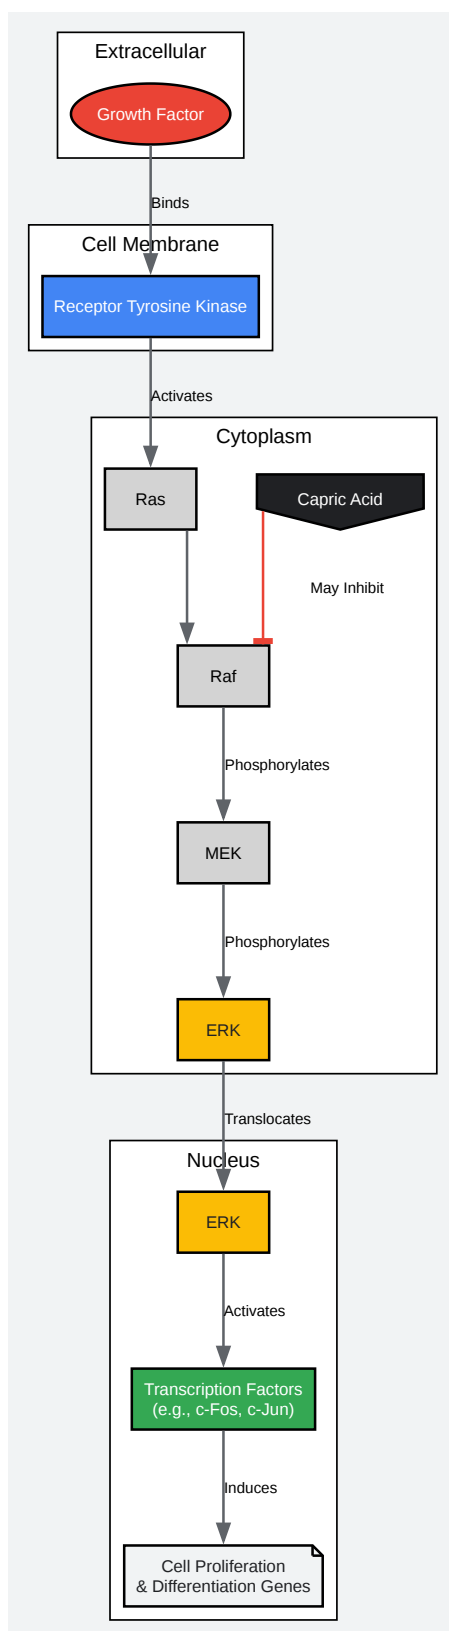 Extracellular
Growth Factor
Binds
Cell Membrane
Receptor Tyrosine Kinase
Activates
Cytoplasm
Ras
Capric Acid
May Inhibit
Raf
Phosphorylates
MEK
Phosphorylates
ERK
Translocates
Nucleus
ERK
Activates
Transcription Factors
(e.g., c-Fos, c-Jun)
Induces
Cell Proliferation
& Differentiation Genes